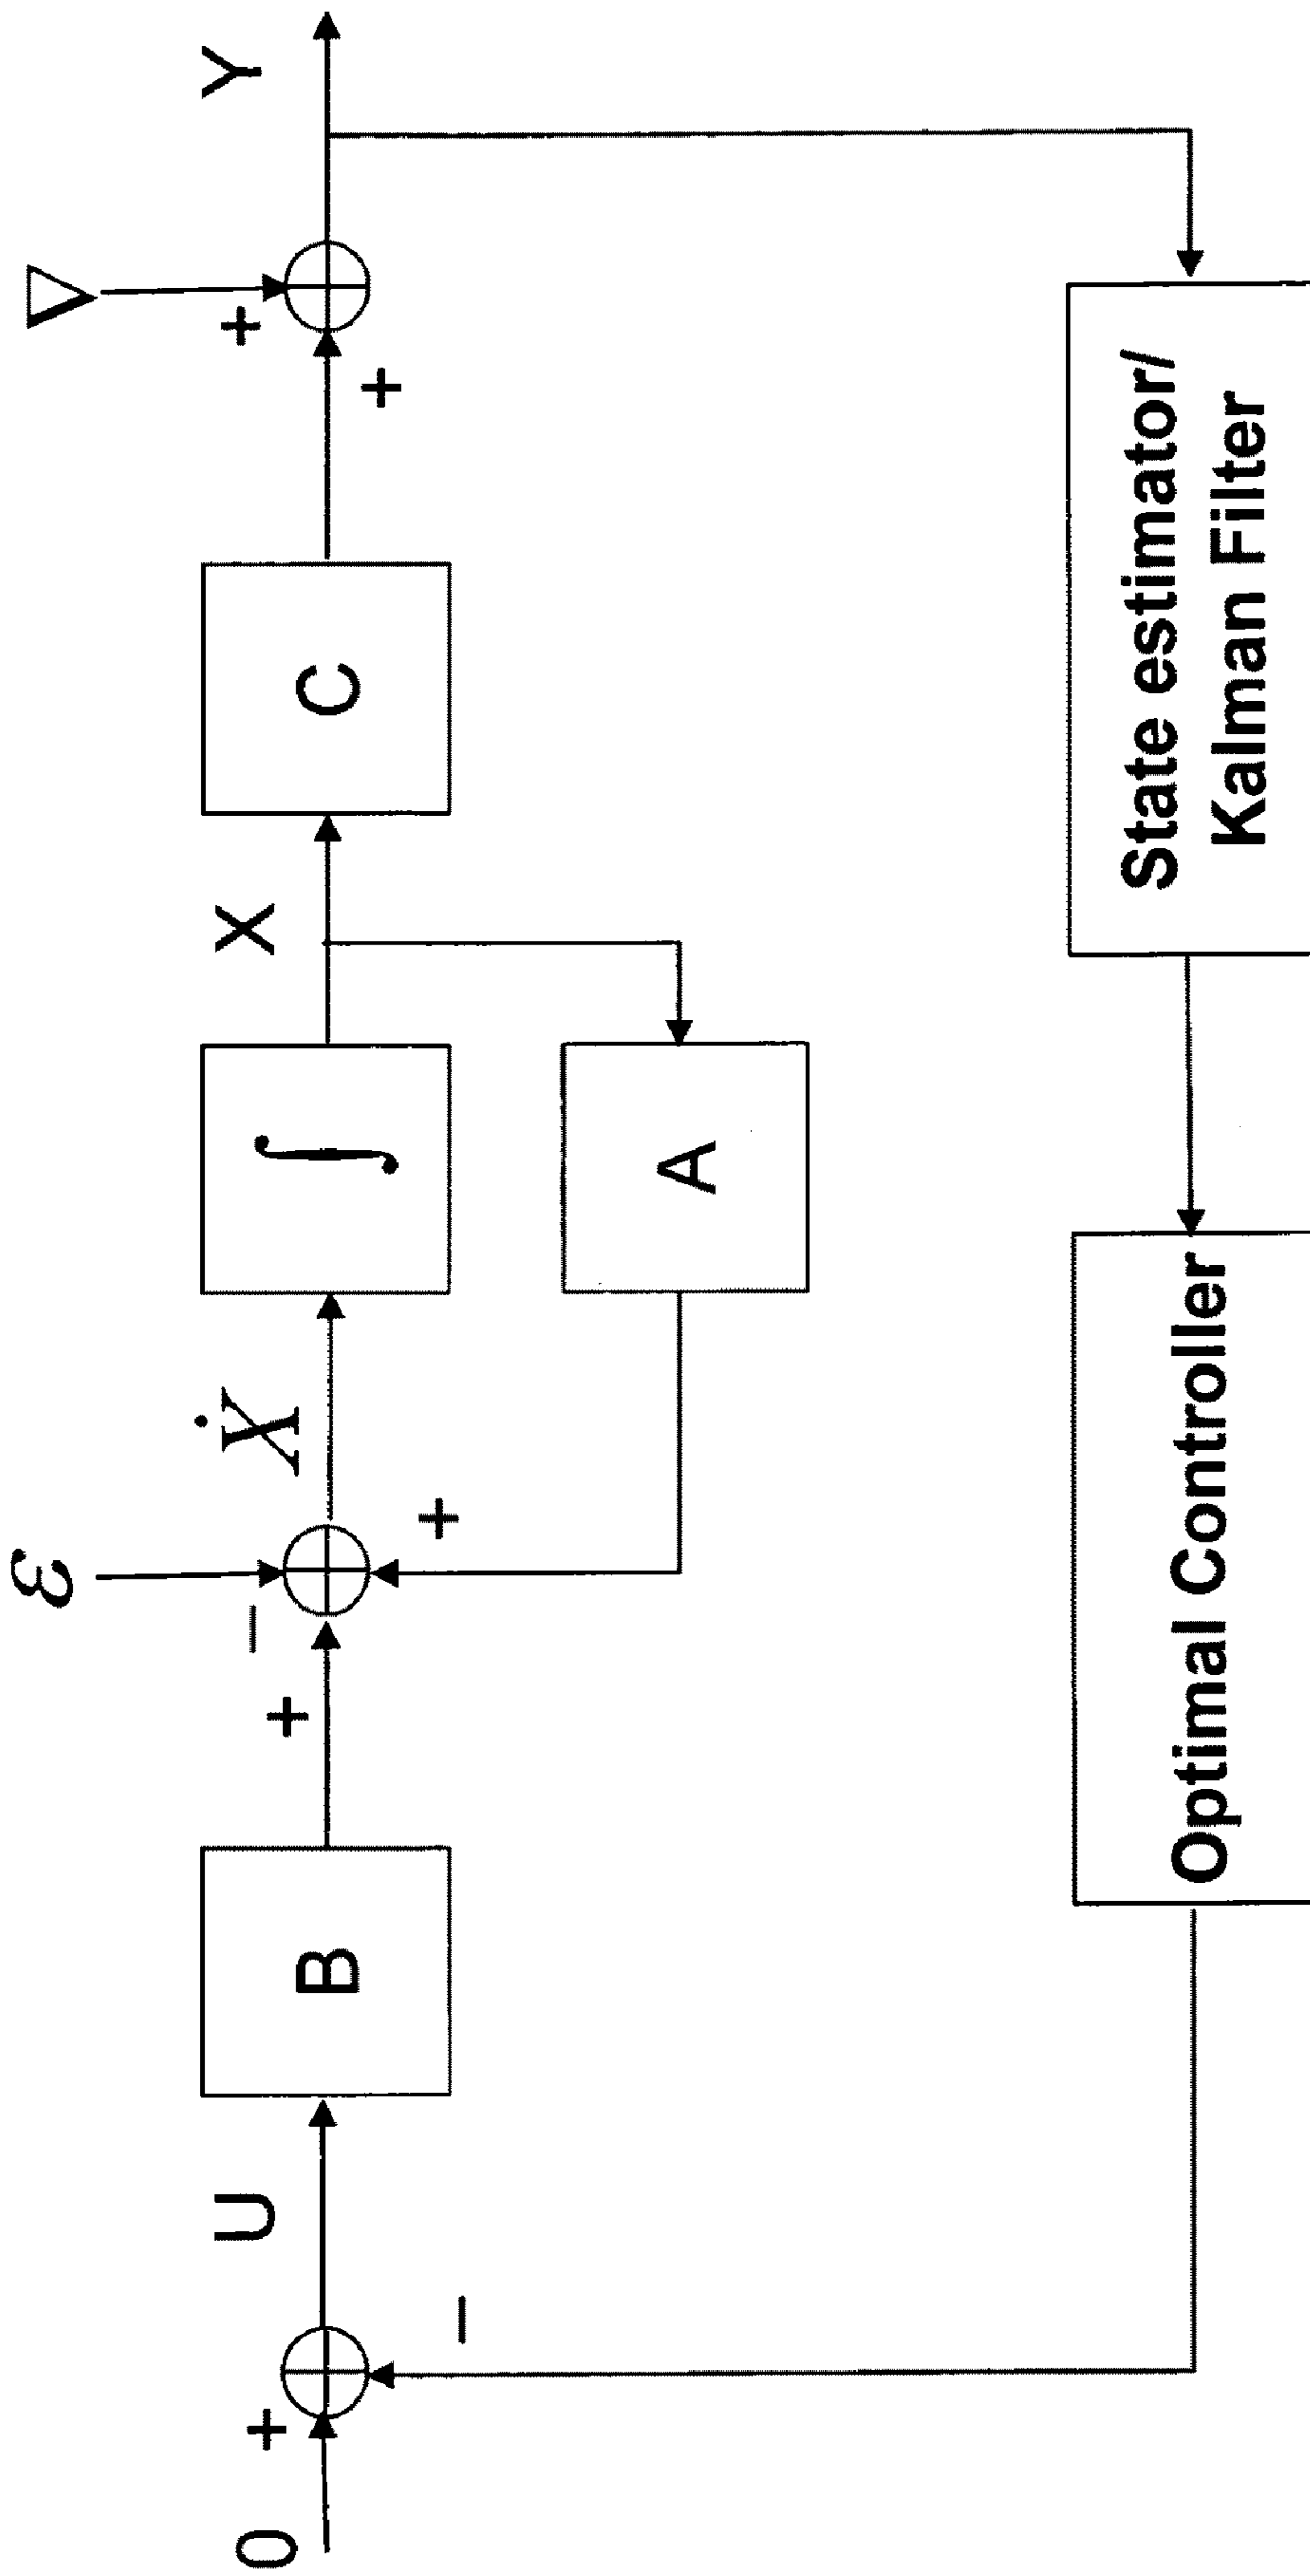 ε
∇
0
+
U
B
+
−
Ẋ
∫
X
C
+
+
Y
−
+
A
Optimal Controller
State estimator/
Kalman Filter